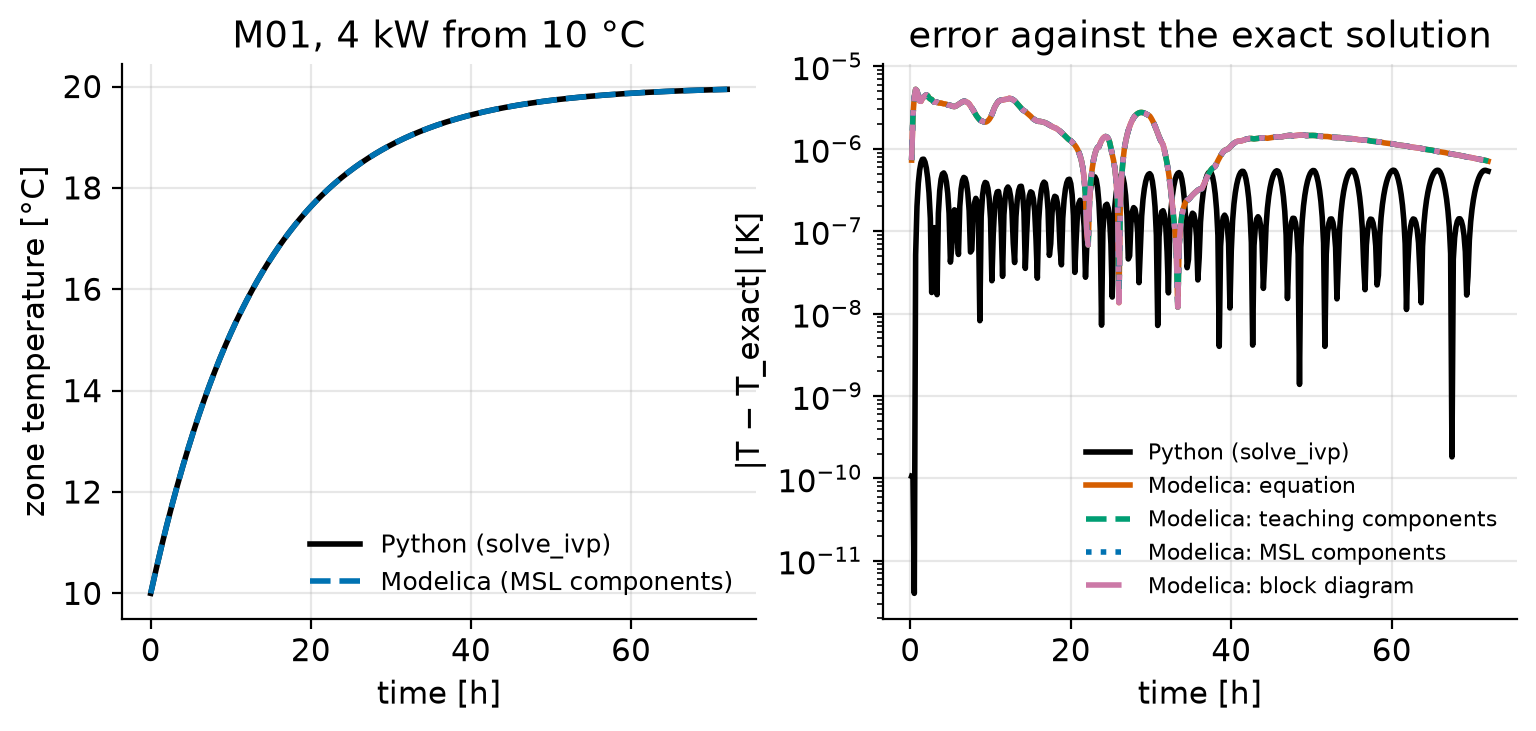 M01, 4 kW from 10 °C
zone temperature [°C]
20
18
16
14
12
10
0
20
40
60
time [h]
Python (solve_ivp)
Modelica (MSL components)
error against the exact solution
|T − T_exact| [K]
10⁻⁵
10⁻⁶
10⁻⁷
10⁻⁸
10⁻⁹
10⁻¹⁰
10⁻¹¹
0
20
40
60
time [h]
Python (solve_ivp)
Modelica: equation
Modelica: teaching components
Modelica: MSL components
Modelica: block diagram